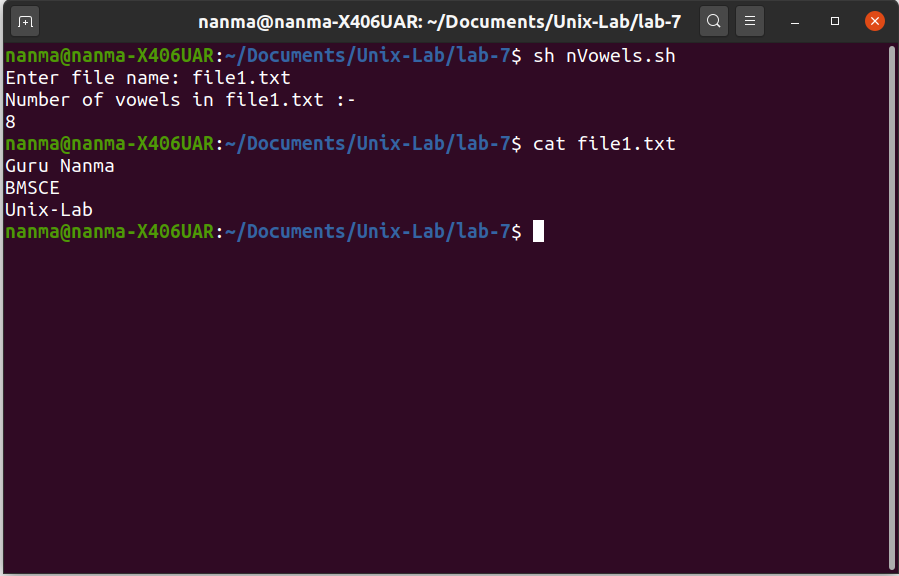 nanma@nanma-X406UAR: ~/Documents/Unix-Lab/lab-7
nanma@nanma-X406UAR:~/Documents/Unix-Lab/lab-7$ sh nVowels.sh
Enter file name: file1.txt
Number of vowels in file1.txt :-
8
nanma@nanma-X406UAR:~/Documents/Unix-Lab/lab-7$ cat file1.txt
Guru Nanma
BMSCE
Unix-Lab
nanma@nanma-X406UAR:~/Documents/Unix-Lab/lab-7$